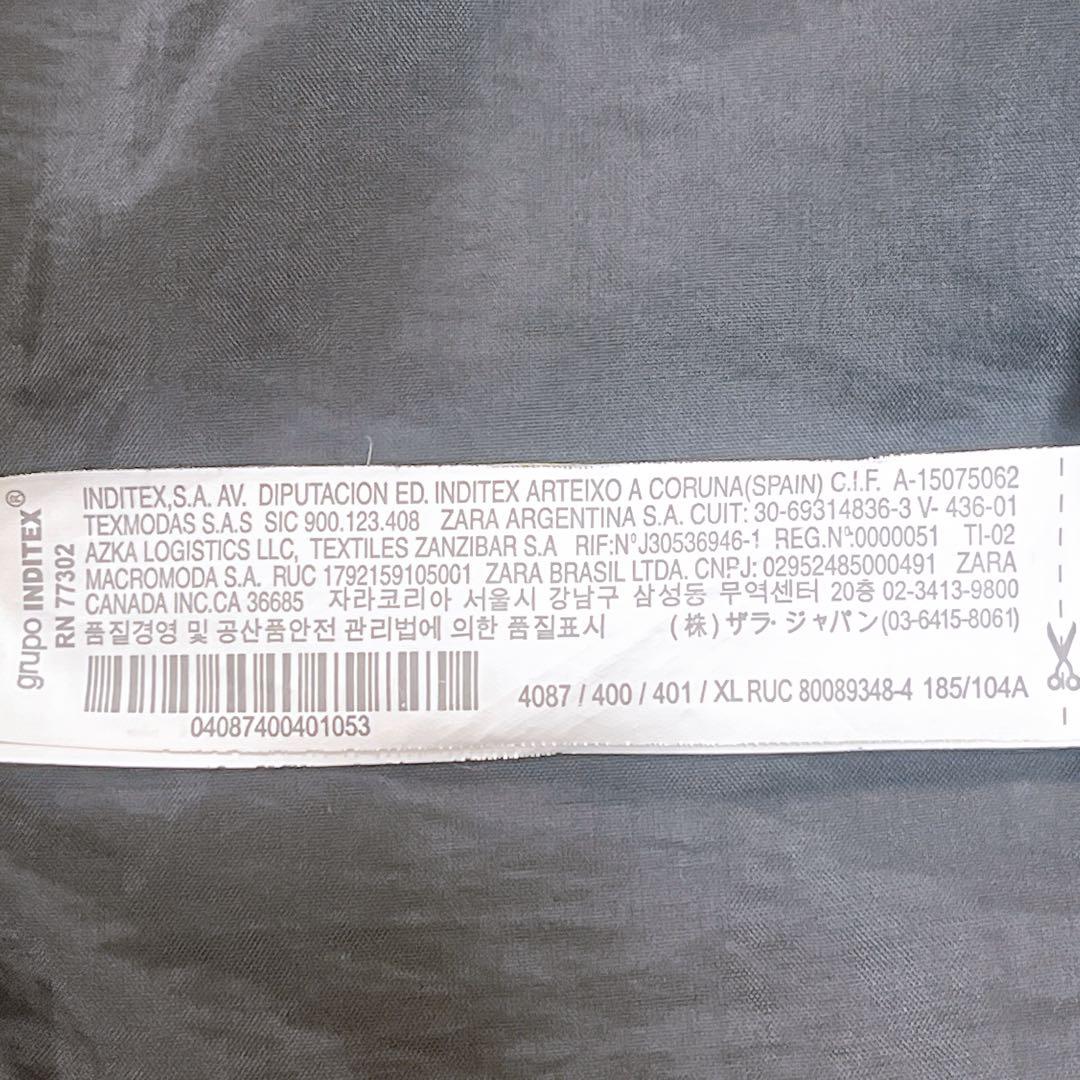 grupo INDITEX®
RN 77302
INDITEX,S.A. AV. DIPUTACION ED. INDITEX ARTEIXO A CORUNA(SPAIN) C.I.F. A-15075062
TEXMODAS S.A.S SIC 900.123.408 ZARA ARGENTINA S.A. CUIT: 30-69314836-3 V- 436-01
AZKA LOGISTICS LLC, TEXTILES ZANZIBAR S.A RIF:NºJ30536946-1 REG.Nº:0000051 TI-02
MACROMODA S.A. RUC 1792159105001 ZARA BRASIL LTDA. CNPJ: 02952485000491 ZARA
CANADA INC.CA 36685 자라코리아 서울시 강남구 삼성동 무역센터 20층 02-3413-9800
품질경영 및 공산품안전 관리법에 의한 품질표시 (株)ザラ・ジャパン(03-6415-8061)
4087 / 400 / 401 / XL RUC 80089348-4 185/104A
04087400401053